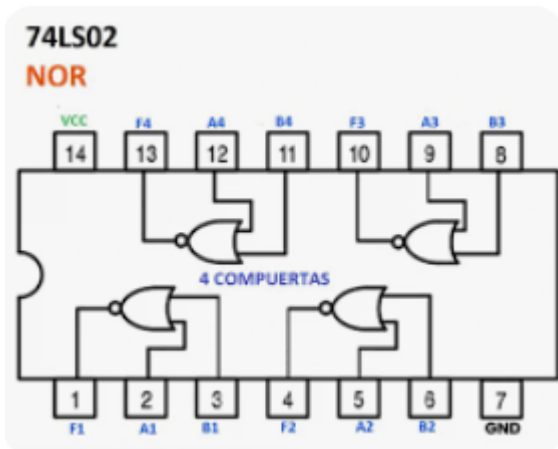 74LS02
NOR
VCC F4 A4 B4 F3 A3 B3
14 13 12 11 10 9 8
4 COMPUERTAS
1 2 3 4 5 6 7
F1 A1 B1 F2 A2 B2 GND